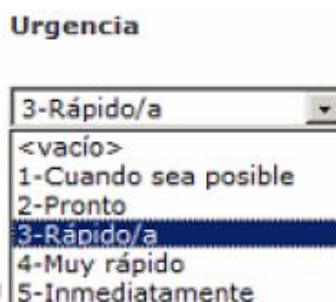 Urgencia
3-Rápido/a
<vacío>
1-Cuando sea posible
2-Pronto
3-Rápido/a
4-Muy rápido
5-Inmediatamente